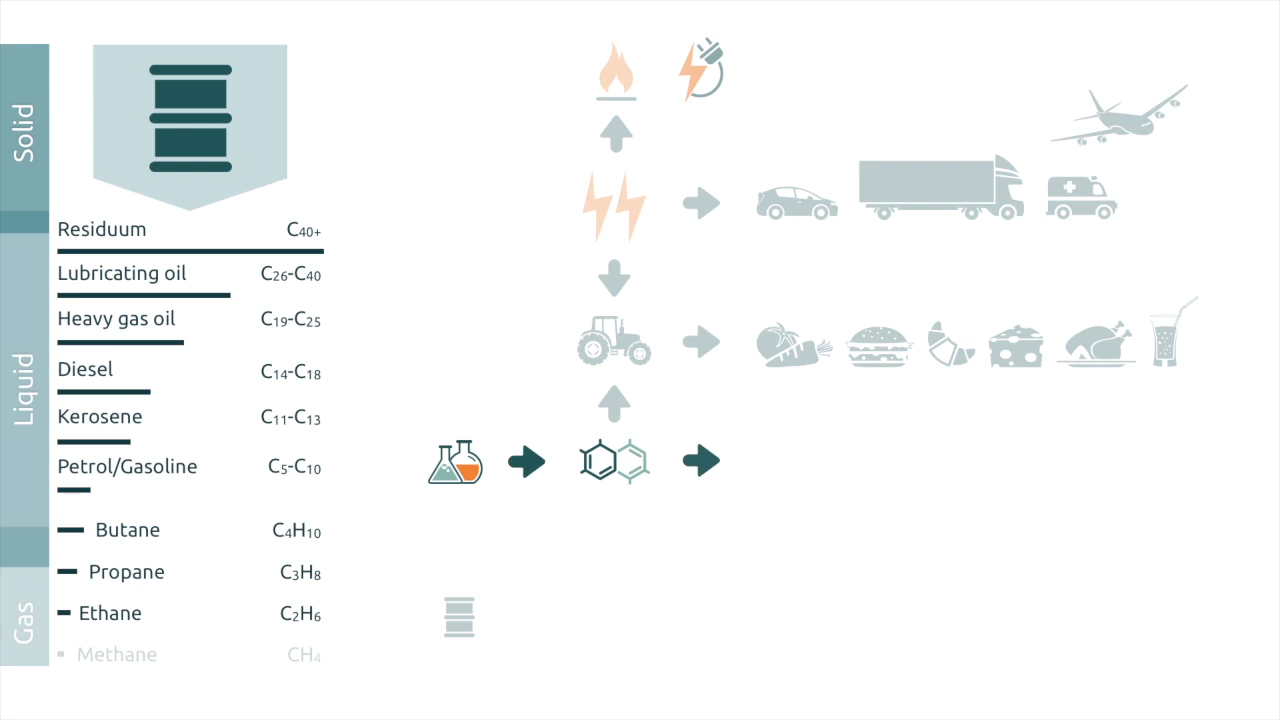 Solid
Liquid
Gas
Residuum C₄₀₊
Lubricating oil C₂₆-C₄₀
Heavy gas oil C₁₉-C₂₅
Diesel C₁₄-C₁₈
Kerosene C₁₁-C₁₃
Petrol/Gasoline C₅-C₁₀
Butane C₄H₁₀
Propane C₃H₈
Ethane C₂H₆
Methane CH₄